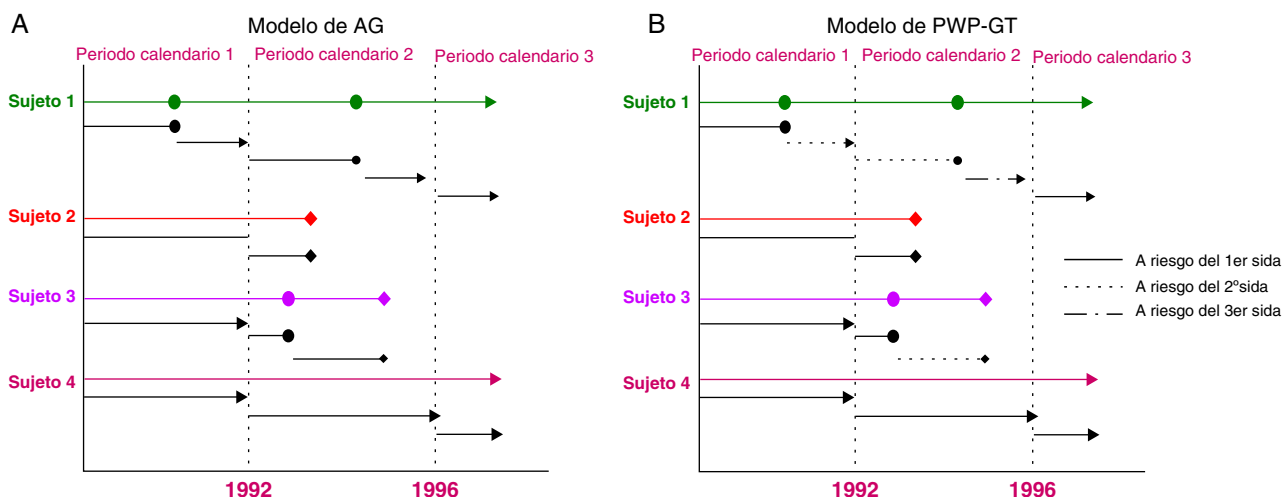 A
Modelo de AG
Periodo calendario 1
Periodo calendario 2
Periodo calendario 3
Sujeto 1
Sujeto 2
Sujeto 3
Sujeto 4
1992
1996
B
Modelo de PWP-GT
Periodo calendario 1
Periodo calendario 2
Periodo calendario 3
Sujeto 1
Sujeto 2
Sujeto 3
Sujeto 4
1992
1996
A riesgo del 1er sida
A riesgo del 2ºsida
A riesgo del 3er sida